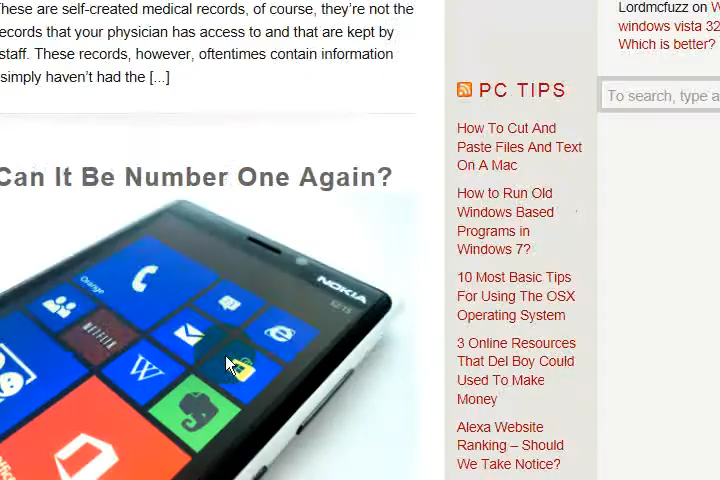 These are self-created medical records, of course, they're not the
records that your physician has access to and that are kept by
staff. These records, however, oftentimes contain information
simply haven't had the [...]
Can It Be Number One Again?
Orange
NOKIA
12:15
NETFLIX
W
Office
Lordmcfuzz on W
windows vista 32
Which is better?
PC TIPS
To search, type a
How To Cut And
Paste Files And Text
On A Mac
How to Run Old
Windows Based
Programs in
Windows 7?
10 Most Basic Tips
For Using The OSX
Operating System
3 Online Resources
That Del Boy Could
Used To Make
Money
Alexa Website
Ranking – Should
We Take Notice?